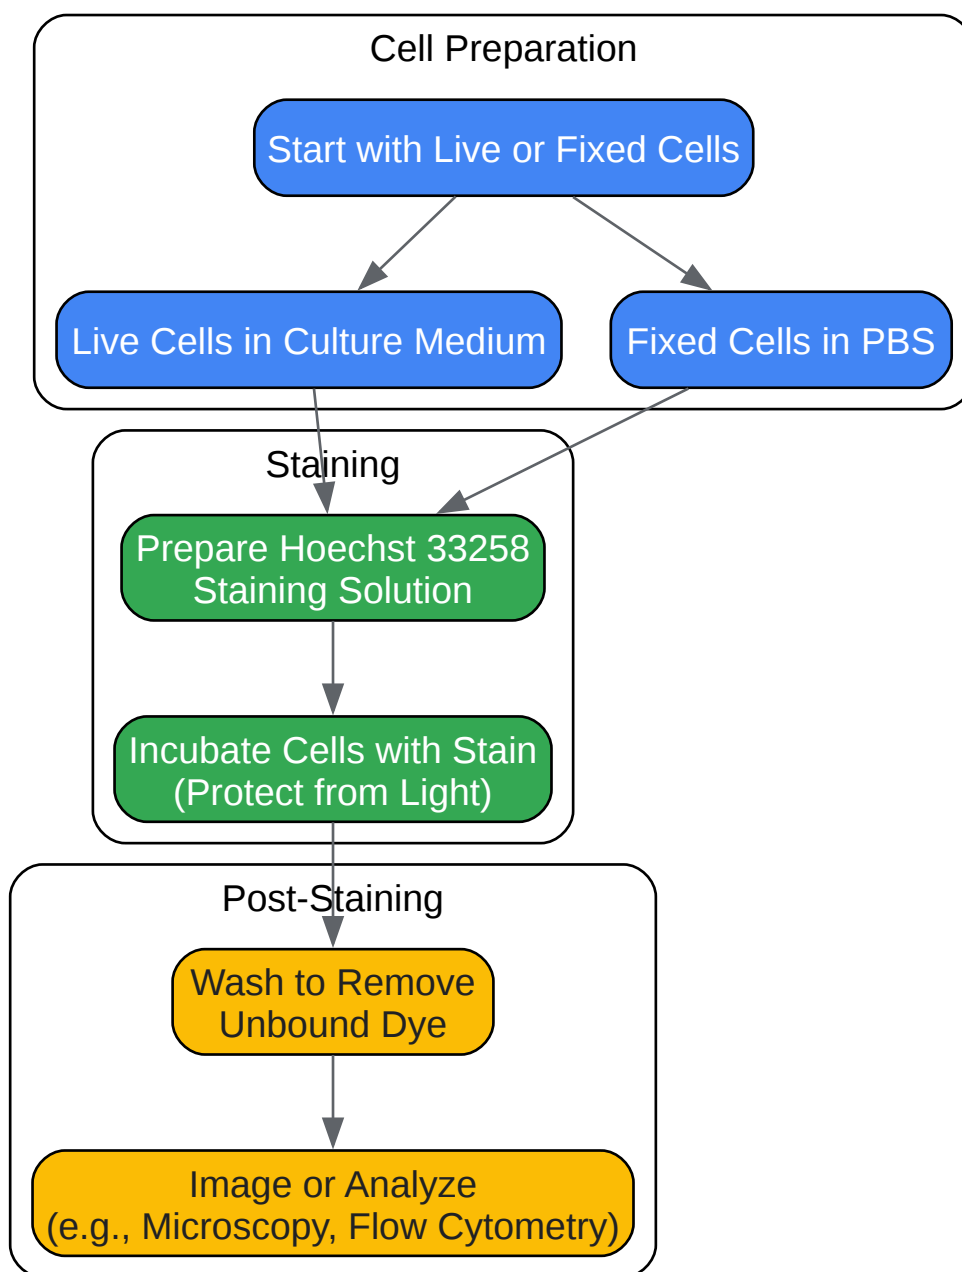 Cell Preparation
Start with Live or Fixed Cells
Live Cells in Culture Medium
Fixed Cells in PBS
Staining
Prepare Hoechst 33258
Staining Solution
Incubate Cells with Stain
(Protect from Light)
Post-Staining
Wash to Remove
Unbound Dye
Image or Analyze
(e.g., Microscopy, Flow Cytometry)